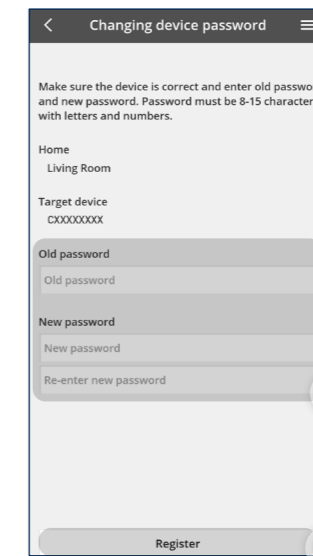 Changing device password
Make sure the device is correct and enter old passwo
and new password. Password must be 8-15 character
with letters and numbers.
Home
Living Room
Target device
CXXXXXXXX
Old password
Old password
New password
New password
Re-enter new password
Register